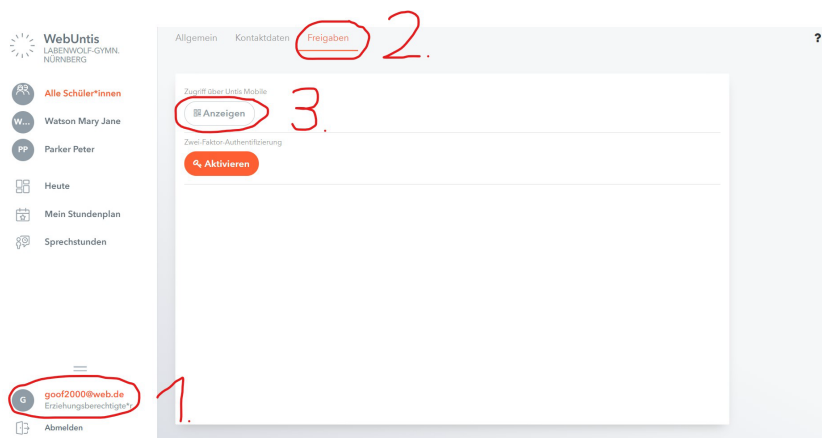 WebUntis
LABENWOLF-GYMN.
NÜRNBERG
Alle Schüler*innen
W...
Watson Mary Jane
PP
Parker Peter
Heute
Mein Stundenplan
Sprechstunden
G
goof2000@web.de
Erziehungsberechtigte*r
Abmelden
1.
Allgemein Kontaktdaten Freigaben
2.
?
Zugriff über Untis Mobile
Anzeigen
3.
Zwei-Faktor-Authentifizierung
Aktivieren